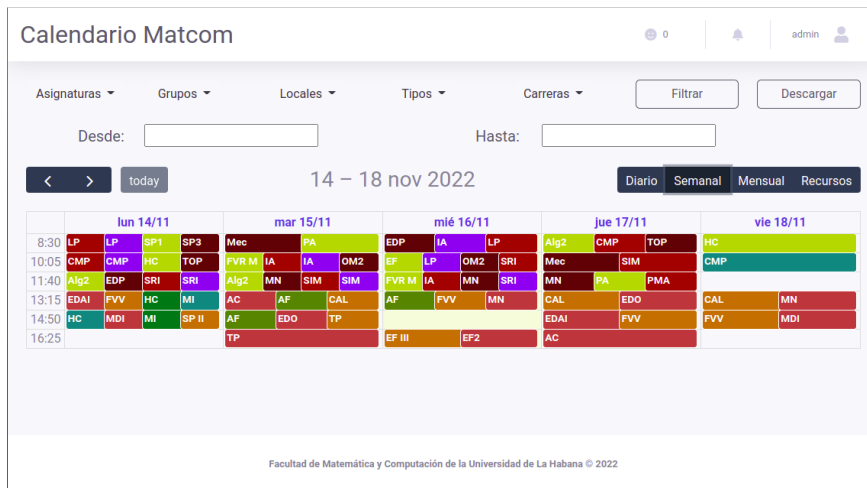 Calendario Matcom 0 admin
Asignaturas Grupos Locales Tipos Carreras Filtrar Descargar
Desde: Hasta:
today 14 – 18 nov 2022 Diario Semanal Mensual Recursos
lun 14/11 mar 15/11 mié 16/11 jue 17/11 vie 18/11
8:30 LP LP SP1 SP3 Mec PA EDP IA LP Alg2 CMP TOP HC
10:05 CMP CMP HC TOP FVR M IA IA OM2 EF LP OM2 SRI Mec SIM CMP
11:40 Alg2 EDP SRI SRI Alg2 MN SIM SIM FVR M IA MN SRI MN PA PMA
13:15 EDAI FVV HC MI AC AF CAL AF FVV MN CAL EDO CAL MN
14:50 HC MDI MI SP II AF EDO TP EDAI FVV FVV MDI
16:25 TP EF III EF2 AC
Facultad de Matemática y Computación de la Universidad de La Habana © 2022